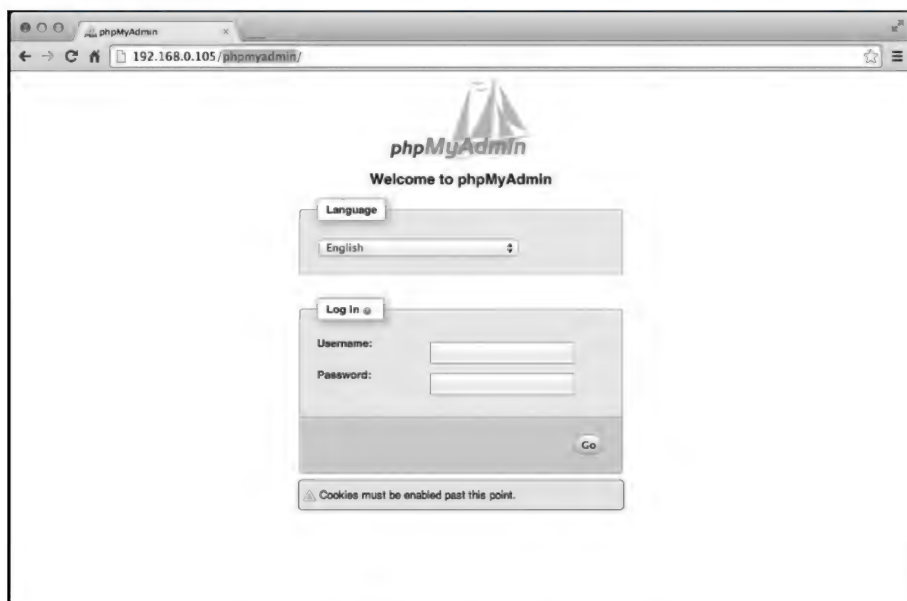 phpMyAdmin
192.168.0.105/phpmyadmin/
phpMyAdmin
Welcome to phpMyAdmin
Language
English
Log In
Username:
Password:
Go
Cookies must be enabled past this point.